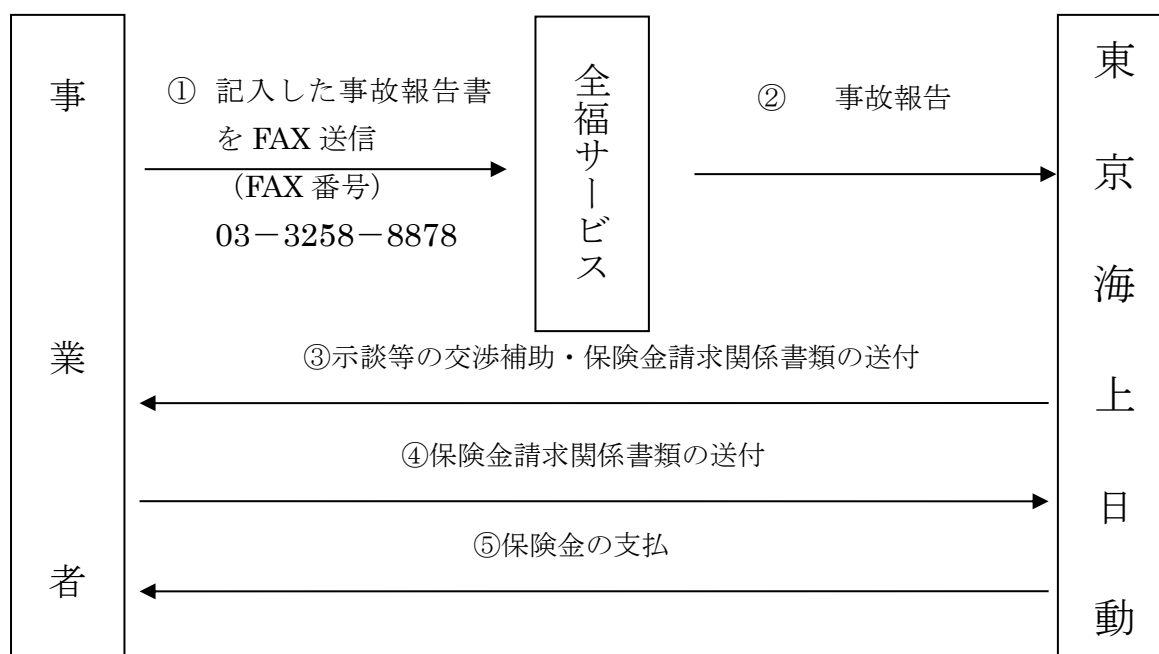 事業者
① 記入した事故報告書
を FAX 送信
（FAX 番号）
03－3258－8878
全福サービス
② 事故報告
東京海上日動
③示談等の交渉補助・保険金請求関係書類の送付
④保険金請求関係書類の送付
⑤保険金の支払